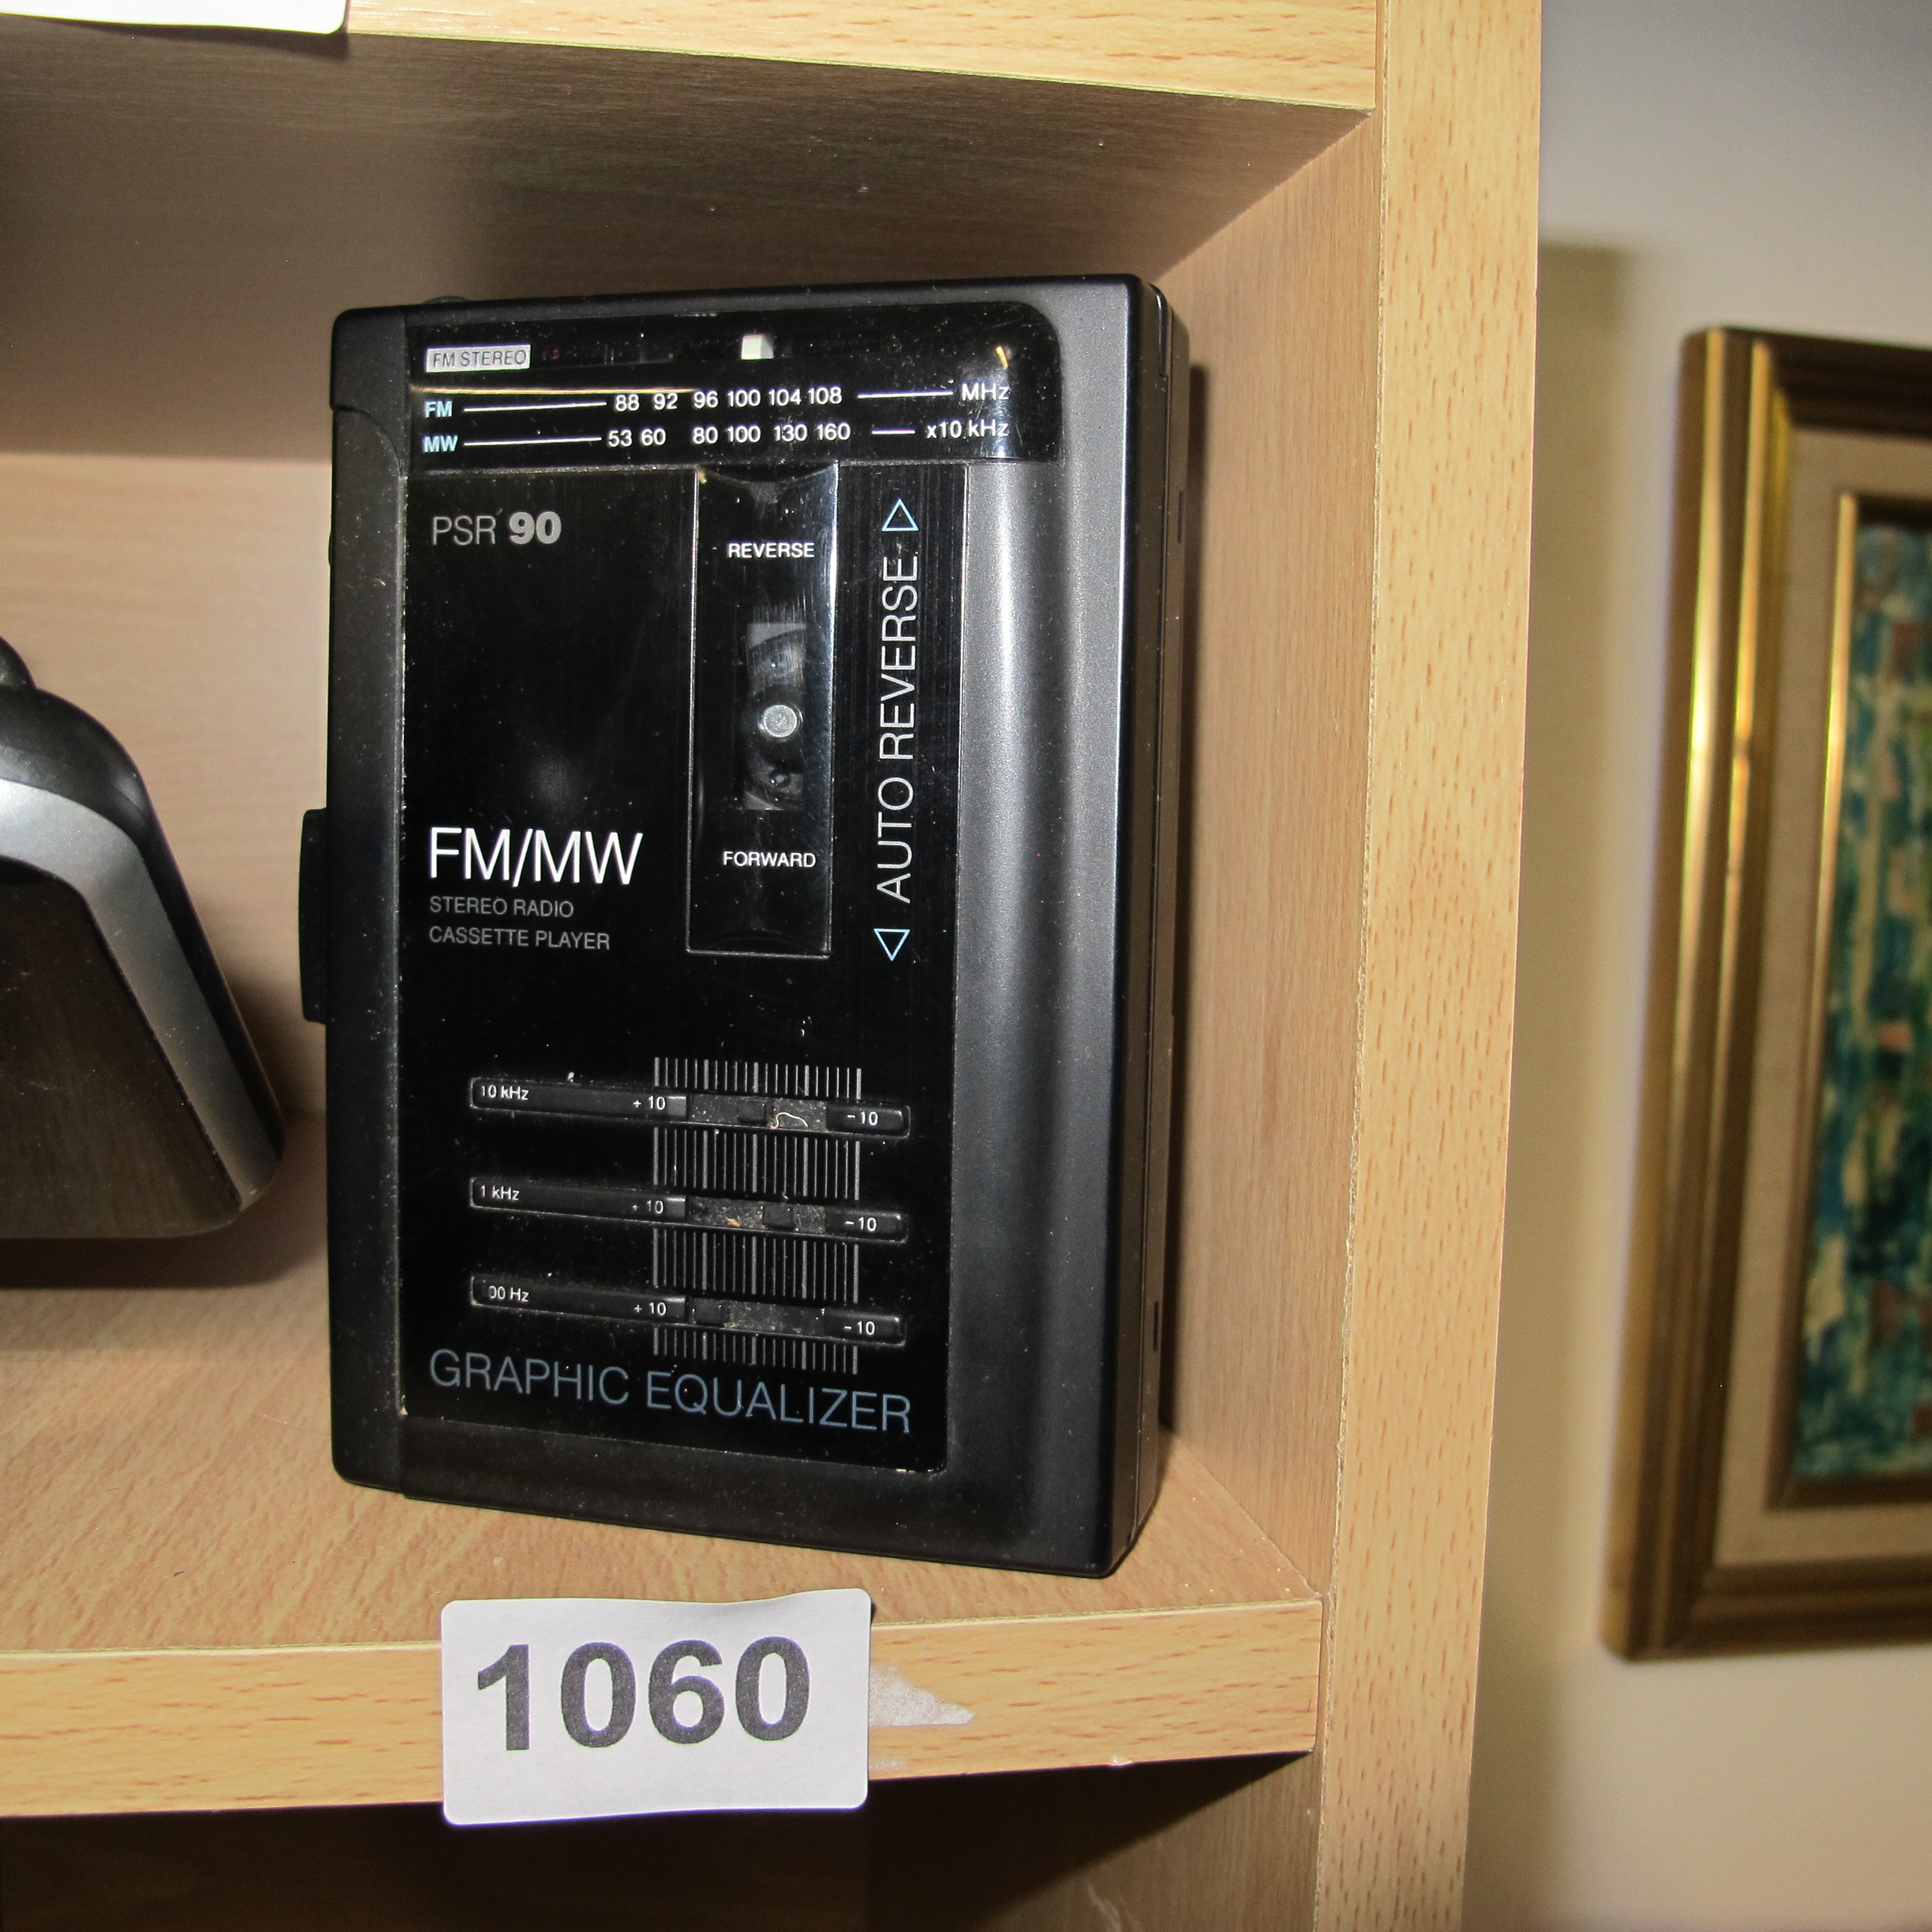 FM STEREO
FM 88 92 96 100 104 108 MHz
MW 53 60 80 100 130 160 x10 kHz
PSR 90
REVERSE
AUTO REVERSE
FORWARD
FM/MW
STEREO RADIO
CASSETTE PLAYER
10 kHz +10 -10
1 kHz +10 -10
00 Hz +10 -10
GRAPHIC EQUALIZER
1060